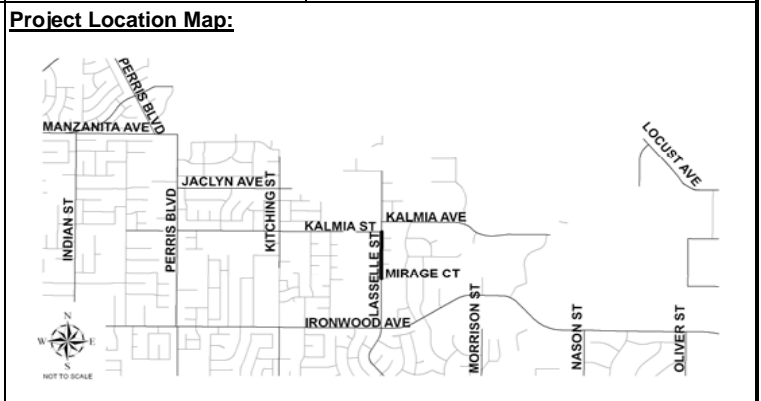 Project Location Map:
PERRIS BLVD
MANZANITA AVE
LOCUST AVE
JACLYN AVE
KITCHING ST
INDIAN ST
PERRIS BLVD
KALMIA ST
KALMIA AVE
LASSELLE ST
MIRAGE CT
IRONWOOD AVE
MORRISON ST
NASON ST
OLIVER ST
N
W
E
S
NOT TO SCALE